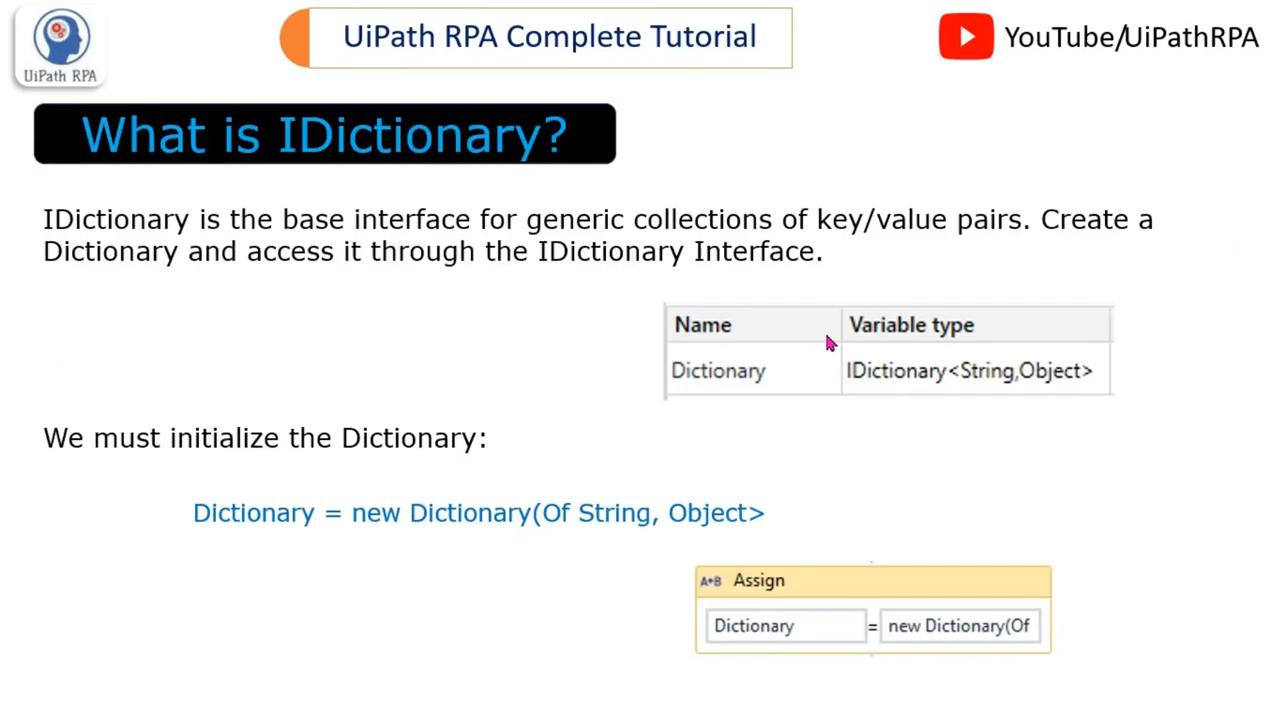 UiPath RPA
UiPath RPA Complete Tutorial
YouTube/UiPathRPA
What is IDictionary?
IDictionary is the base interface for generic collections of key/value pairs. Create a
Dictionary and access it through the IDictionary Interface.
Name Variable type
Dictionary IDictionary<String,Object>
We must initialize the Dictionary:
Dictionary = new Dictionary(Of String, Object>
A+B Assign
Dictionary = new Dictionary(Of